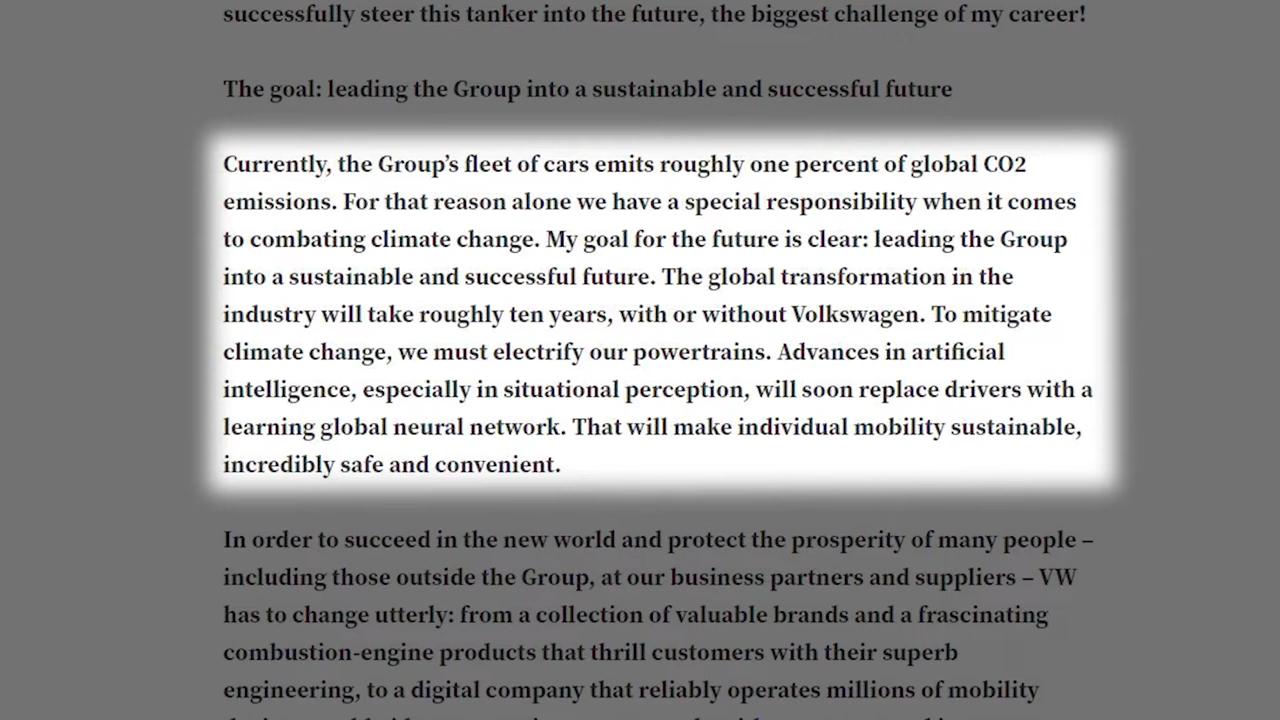 successfully steer this tanker into the future, the biggest challenge of my career!
The goal: leading the Group into a sustainable and successful future
Currently, the Group’s fleet of cars emits roughly one percent of global CO2
emissions. For that reason alone we have a special responsibility when it comes
to combating climate change. My goal for the future is clear: leading the Group
into a sustainable and successful future. The global transformation in the
industry will take roughly ten years, with or without Volkswagen. To mitigate
climate change, we must electrify our powertrains. Advances in artificial
intelligence, especially in situational perception, will soon replace drivers with a
learning global neural network. That will make individual mobility sustainable,
incredibly safe and convenient.
In order to succeed in the new world and protect the prosperity of many people –
including those outside the Group, at our business partners and suppliers – VW
has to change utterly: from a collection of valuable brands and a frascinating
combustion-engine products that thrill customers with their superb
engineering, to a digital company that reliably operates millions of mobility